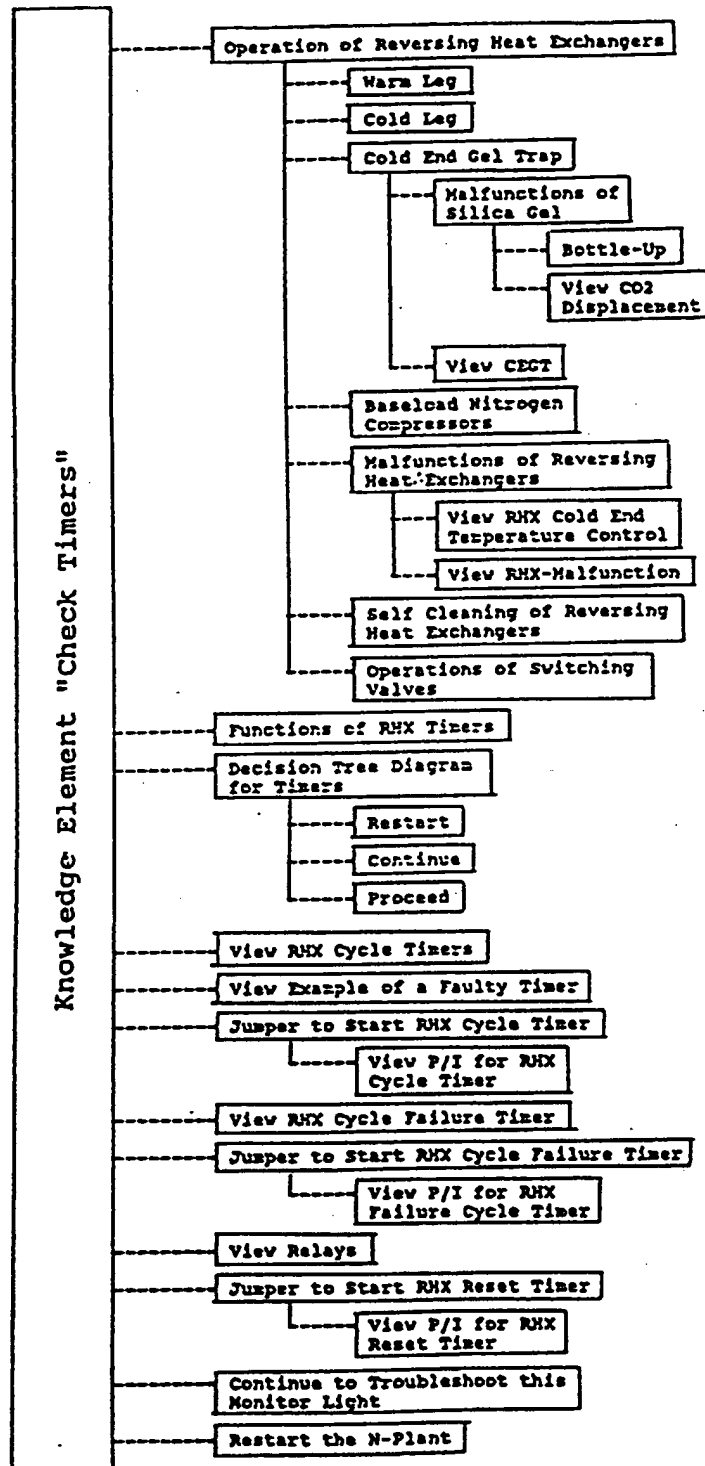 Knowledge Element "Check Timers"
Operation of Reversing Heat Exchangers
Warm Leg
Cold Leg
Cold End Gel Trap
Malfunctions of
Silica Gel
Bottle-Up
View CO2
Displacement
View CEGT
Baseload Nitrogen
Compressors
Malfunctions of Reversing
Heat Exchangers
View RHX Cold End
Temperature Control
View RHX-Malfunction
Self Cleaning of Reversing
Heat Exchangers
Operations of Switching
Valves
Functions of RHX Timers
Decision Tree Diagram
for Timers
Restart
Continue
Proceed
View RHX Cycle Timers
View Example of a Faulty Timer
Jumper to Start RHX Cycle Timer
View P/I for RHX
Cycle Timer
View RHX Cycle Failure Timer
Jumper to Start RHX Cycle Failure Timer
View P/I for RHX
Failure Cycle Timer
View Relays
Jumper to Start RHX Reset Timer
View P/I for RHX
Reset Timer
Continue to Troubleshoot this
Monitor Light
Restart the N-Plant